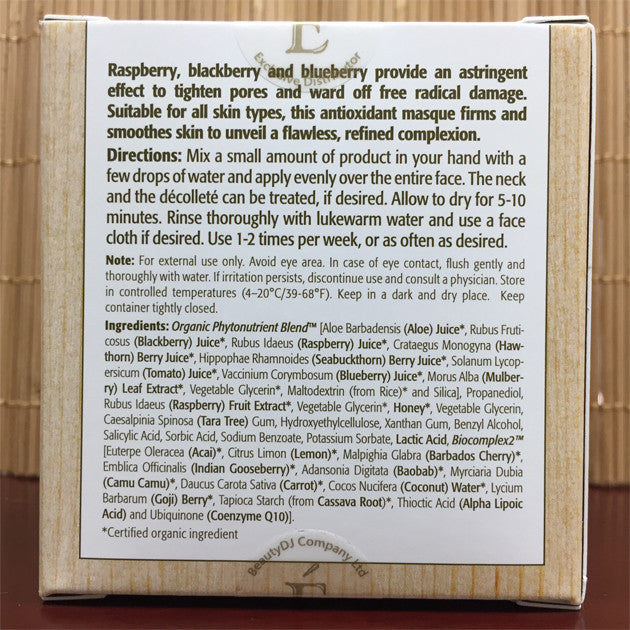 E
Exclusive Distributor
Raspberry, blackberry and blueberry provide an astringent
effect to tighten pores and ward off free radical damage.
Suitable for all skin types, this antioxidant masque firms and
smoothes skin to unveil a flawless, refined complexion.
Directions: Mix a small amount of product in your hand with a
few drops of water and apply evenly over the entire face. The neck
and the décolleté can be treated, if desired. Allow to dry for 5-10
minutes. Rinse thoroughly with lukewarm water and use a face
cloth if desired. Use 1-2 times per week, or as often as desired.
Note: For external use only. Avoid eye area. In case of eye contact, flush gently and
thoroughly with water. If irritation persists, discontinue use and consult a physician. Store
in controlled temperatures (4–20°C/39-68°F). Keep in a dark and dry place. Keep
container tightly closed.
Ingredients: Organic Phytonutrient Blend™ [Aloe Barbadensis (Aloe) Juice*, Rubus Fruti-
cosus (Blackberry) Juice*, Rubus Idaeus (Raspberry) Juice*, Crataegus Monogyna (Haw-
thorn) Berry Juice*, Hippophae Rhamnoides (Seabuckthorn) Berry Juice*, Solanum Lycop-
ersicum (Tomato) Juice*, Vaccinium Corymbosum (Blueberry) Juice*, Morus Alba (Mulber-
ry) Leaf Extract*, Vegetable Glycerin*, Maltodextrin (from Rice)* and Silica], Propanediol,
Rubus Idaeus (Raspberry) Fruit Extract*, Vegetable Glycerin*, Honey*, Vegetable Glycerin,
Caesalpinia Spinosa (Tara Tree) Gum, Hydroxyethylcellulose, Xanthan Gum, Benzyl Alcohol,
Salicylic Acid, Sorbic Acid, Sodium Benzoate, Potassium Sorbate, Lactic Acid, Biocomplex2™
[Euterpe Oleracea (Acai)*, Citrus Limon (Lemon)*, Malpighia Glabra (Barbados Cherry)*,
Emblica Officinalis (Indian Gooseberry)*, Adansonia Digitata (Baobab)*, Myrciaria Dubia
(Camu Camu)*, Daucus Carota Sativa (Carrot)*, Cocos Nucifera (Coconut) Water*, Lycium
Barbarum (Goji) Berry*, Tapioca Starch (from Cassava Root)*, Thioctic Acid (Alpha Lipoic
Acid) and Ubiquinone (Coenzyme Q10)].
*Certified organic ingredient
BeautyDJ Company Ltd
E